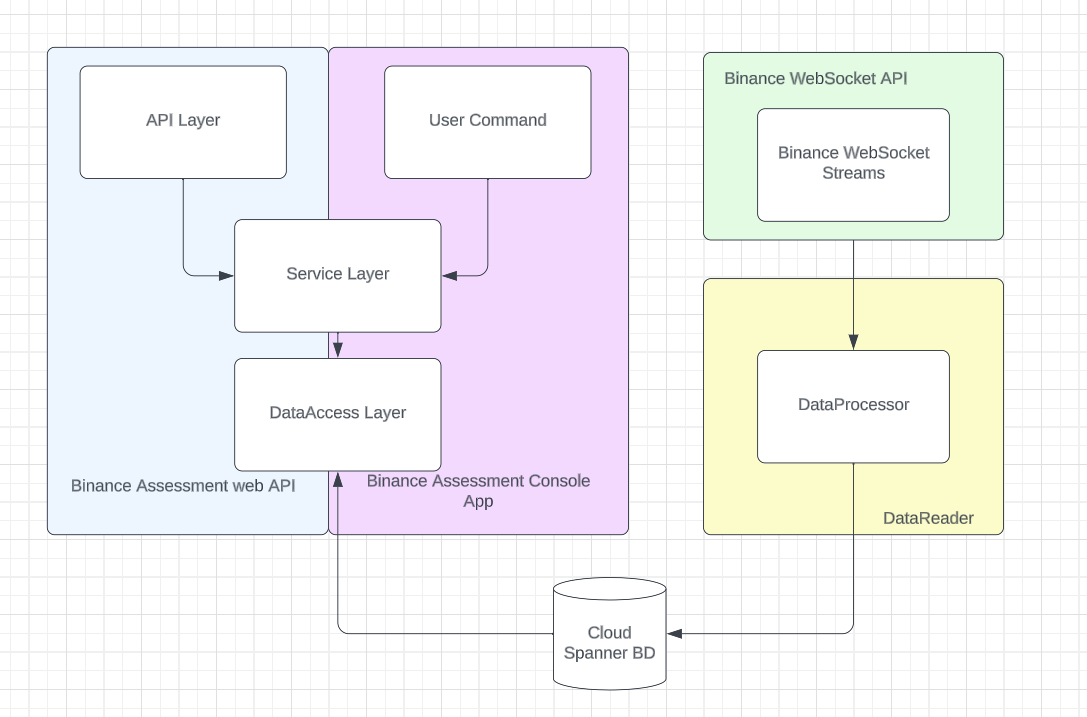 API Layer
User Command
Service Layer
DataAccess Layer
Binance Assessment web API
Binance Assessment Console
App
Binance WebSocket API
Binance WebSocket
Streams
DataProcessor
DataReader
Cloud
Spanner BD